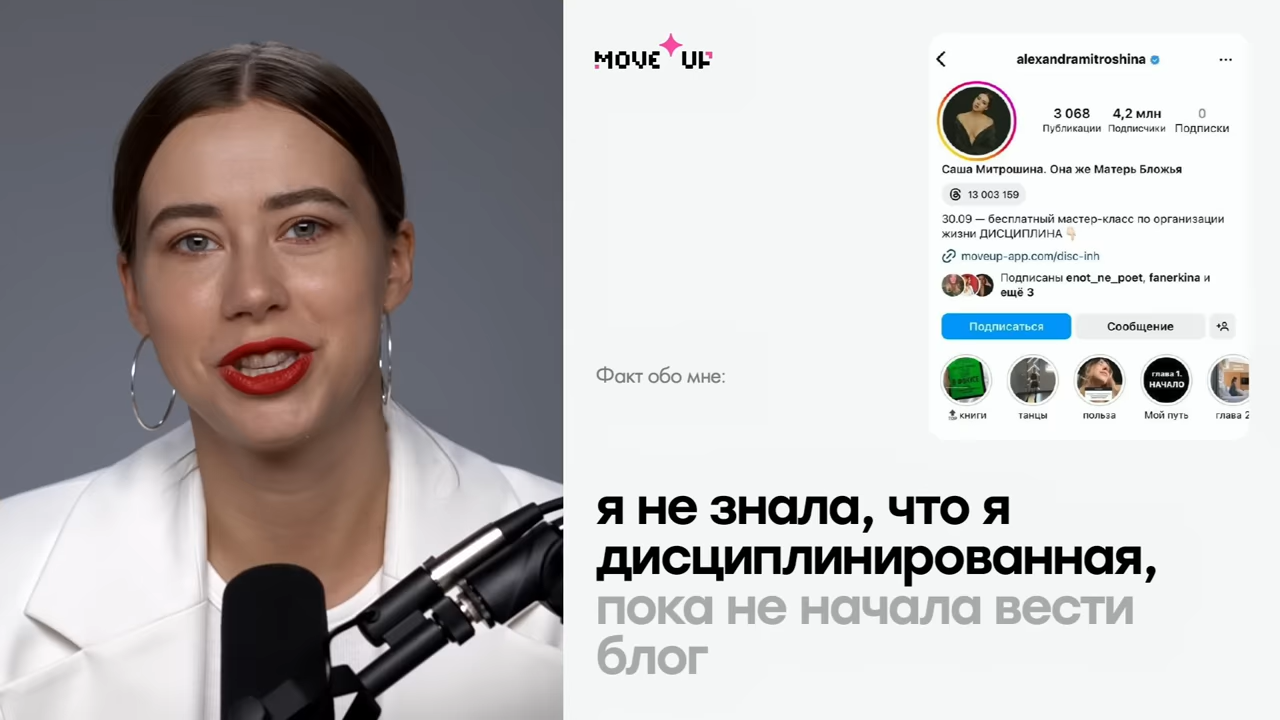 MOVE UP
alexandramitroshina
3 068
4,2 млн
0
Публикации
Подписчики
Подписки
Саша Митрошина. Она же Матерь Бложья
13 003 159
30.09 — бесплатный мастер-класс по организации
жизни ДИСЦИПЛИНА
moveup-app.com/disc-inh
Подписаны enot_ne_poet, fanerkina и
ещё 3
Подписаться
Сообщение
глава 1.
НАЧАЛО
книги
танцы
польза
Мой путь
глава 2
Факт обо мне:
я не знала, что я
дисциплинированная,
пока не начала вести
блог